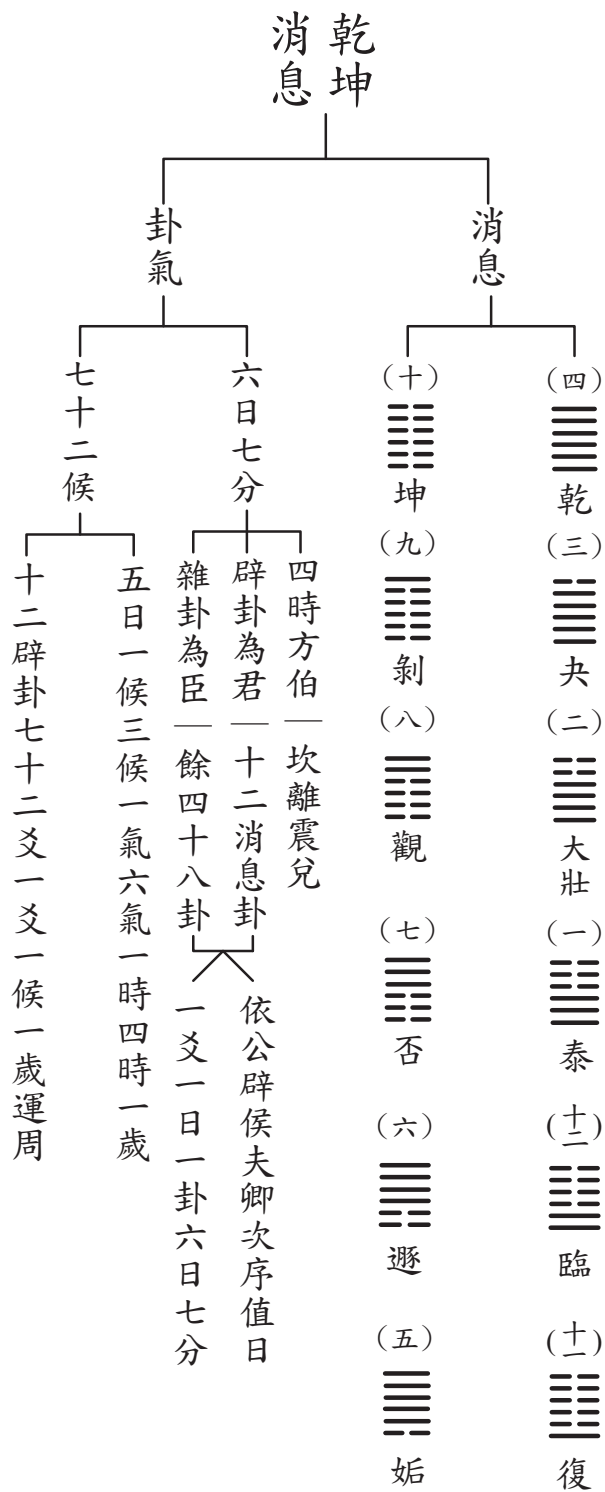 乾坤
消息
消息
（四）
乾
（三）
夬
（二）
大壯
（一）
泰
（十二）
臨
（十一）
復
（十）
坤
（九）
剝
（八）
觀
（七）
否
（六）
遯
（五）
姤
卦氣
六日七分
四時方伯｜坎離震兌
辟卦為君｜十二消息卦
雜卦為臣｜餘四十八卦
依公辟侯夫卿次序值日
一爻一日一卦六日七分
七十二候
五日一候三候一氣六氣一時四時一歲
十二辟卦七十二爻一爻一候一歲運周